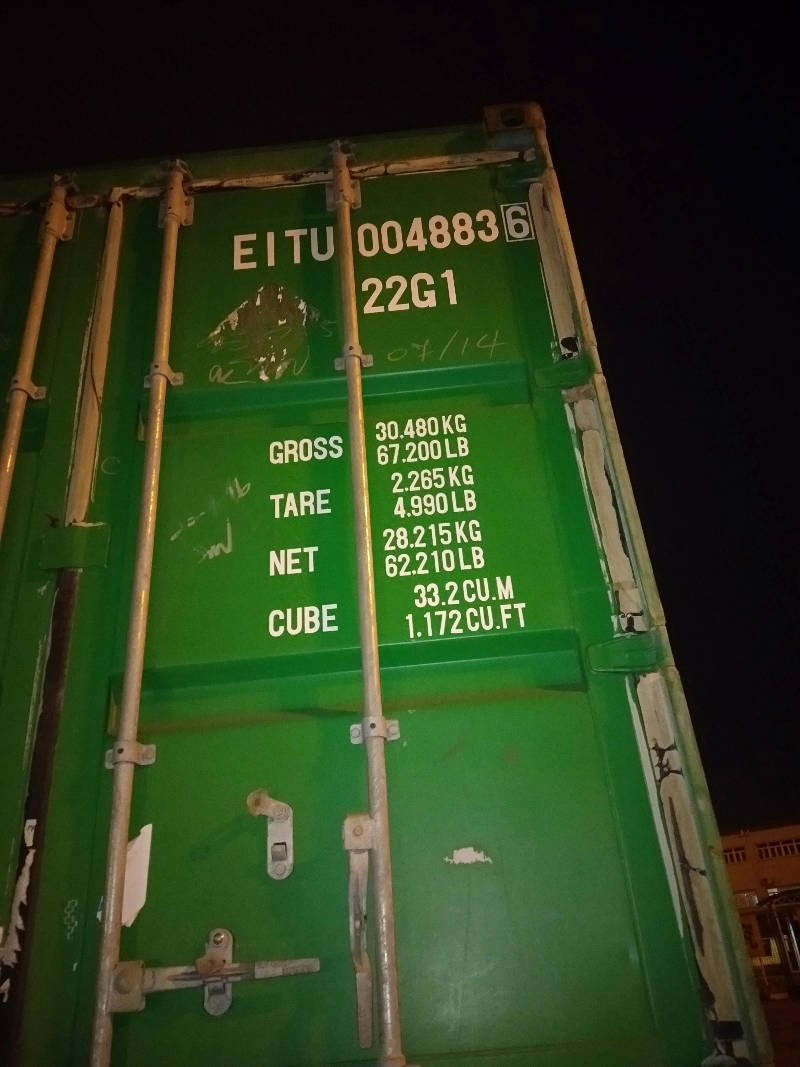 EITU 004883 6
22G1
07/14
GROSS 30.480 KG
67.200 LB
TARE 2.265 KG
4.990 LB
NET 28.215 KG
62.210 LB
CUBE 33.2 CU.M
1.172 CU.FT